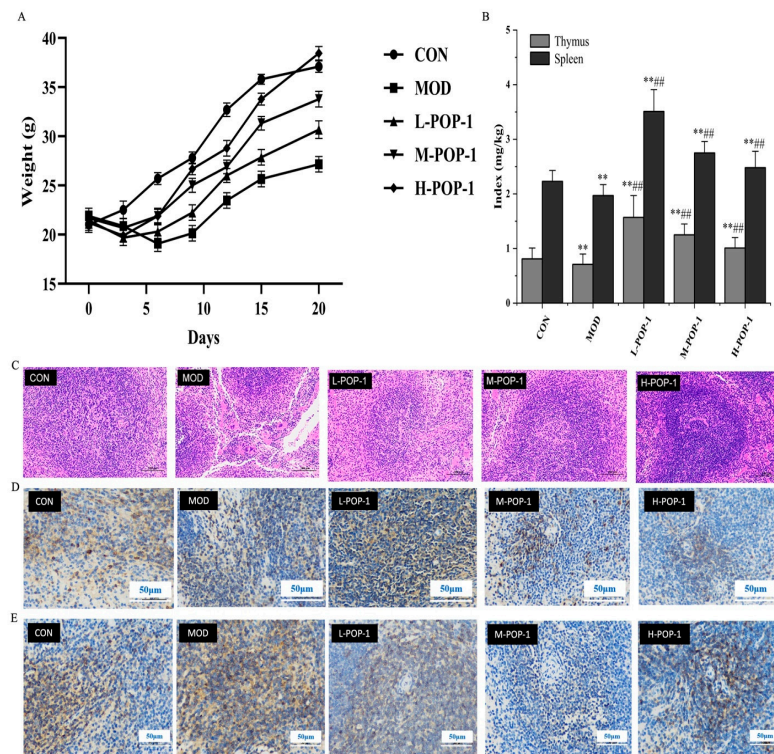 A
40
35
30
25
20
15
Weight (g)
0 5 10 15 20
Days
CON
MOD
L-POP-1
M-POP-1
H-POP-1
B
Thymus
Spleen
5
4
3
2
1
0
Index (mg/kg)
** ** **## **## **## **## **## **##
CON MOD L-POP-1 M-POP-1 H-POP-1
C
CON MOD L-POP-1 M-POP-1 H-POP-1
D
CON MOD L-POP-1 M-POP-1 H-POP-1
50μm 50μm 50μm 50μm 50μm
E
CON MOD L-POP-1 M-POP-1 H-POP-1
50μm 50μm 50μm 50μm 50μm